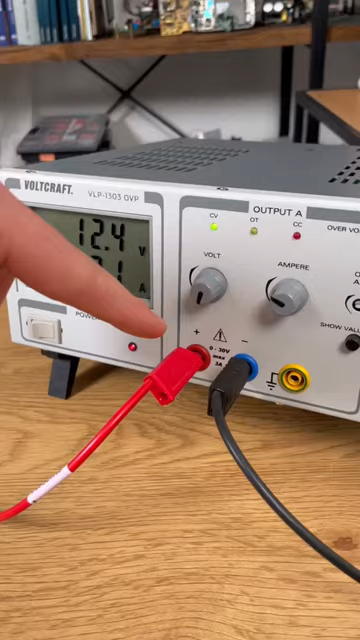 VOLTCRAFT.
VLP-1303 OVP
12.4 V
A
POWER
OUTPUT A
CV
OT
CC
OVER VO
VOLT
AMPERE
SHOW VALU
+
-
0 - 30V
max
3A